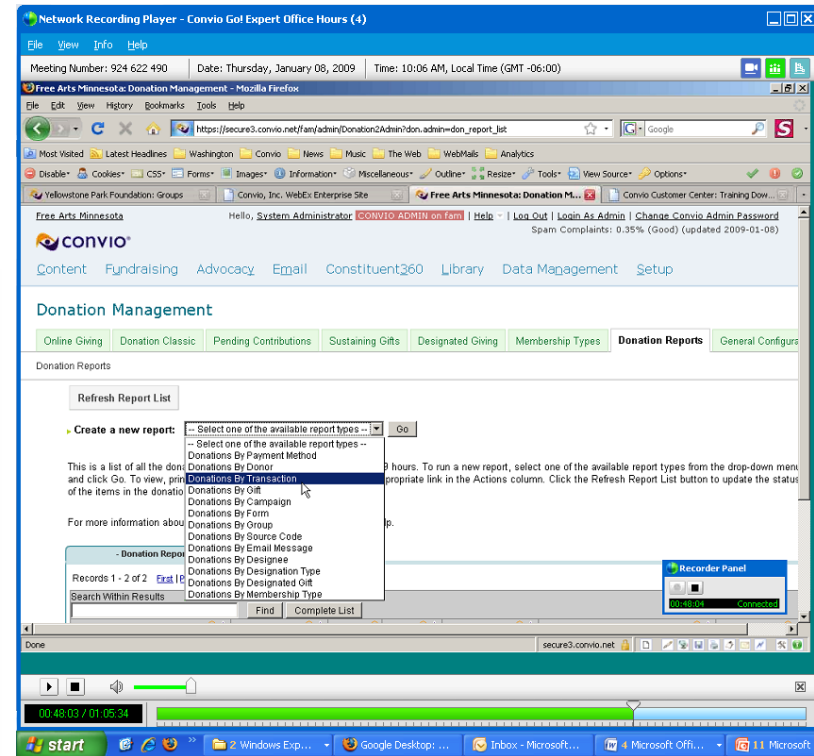 Network Recording Player - Convio Go! Expert Office Hours (4)
File View Info Help
Meeting Number: 924 622 490 Date: Thursday, January 08, 2009 Time: 10:06 AM, Local Time (GMT -06:00)
Free Arts Minnesota: Donation Management - Mozilla Firefox
File Edit View History Bookmarks Tools Help
https://secure3.convio.net/fam/admin/Donation2Admin?don.admin=don_report_list Google
Most Visited Latest Headlines Washington Convio News Music The Web WebMails Analytics
Disable Cookies CSS Forms Images Information Miscellaneous Outline Resize Tools View Source Options
Yellowstone Park Foundation: Groups Convio, Inc. WebEx Enterprise Site Free Arts Minnesota: Donation M... Convio Customer Center: Training Dow...
Free Arts Minnesota Hello, System Administrator CONVIO ADMIN on fam | Help | Log Out | Login As Admin | Change Convio Admin Password
Spam Complaints: 0.35% (Good) (updated 2009-01-08)
convio
Content Fundraising Advocacy Email Constituent360 Library Data Management Setup
Donation Management
Online Giving Donation Classic Pending Contributions Sustaining Gifts Designated Giving Membership Types Donation Reports General Configura
Donation Reports
Refresh Report List
Create a new report: -- Select one of the available report types -- Go
-- Select one of the available report types --
Donations By Payment Method
This is a list of all the dona Donations By Donor 9 hours. To run a new report, select one of the available report types from the drop-down menu
and click Go. To view, prin Donations By Transaction propriate link in the Actions column. Click the Refresh Report List button to update the status
of the items in the donatio Donations By Gift
Donations By Campaign
Donations By Form
For more information abou Donations By Group lp.
Donations By Source Code
Donations By Email Message
- Donation Repor Donations By Designee
Donations By Designation Type
Records 1 - 2 of 2 First | P Donations By Designated Gift
Search Within Results Donations By Membership Type
Find Complete List
Recorder Panel
00:48:04 Connected
Done secure3.convio.net
00:48:03 / 01:05:34
start 2 Windows Exp... Google Desktop: ... Inbox - Microsoft... 4 Microsoft Offi... 11 Microsoft